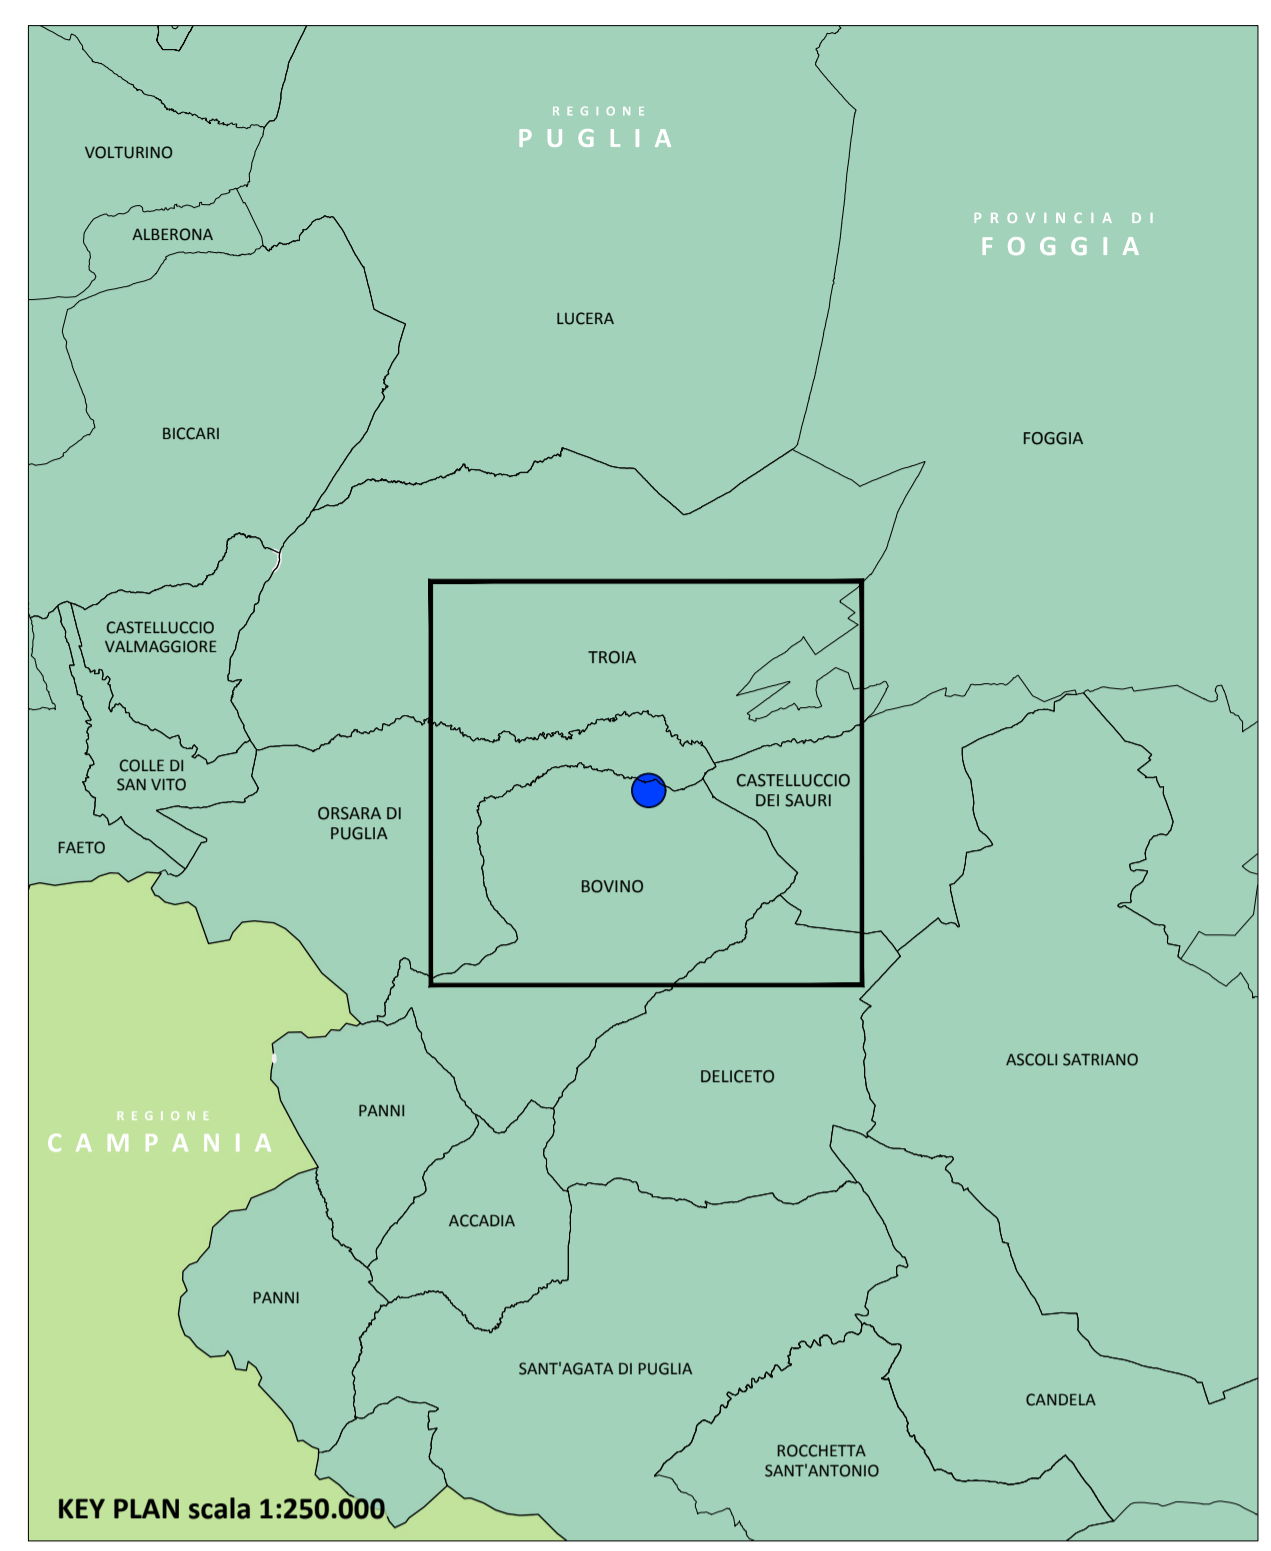 REGIONE
PUGLIA
VOLTURINO
PROVINCIA DI
FOGGIA
ALBERONA
LUCERA
BICCARI
FOGGIA
CASTELLUCCIO
VALMAGGIORE
TROIA
COLLE DI
SAN VITO
CASTELLUCCIO
DEI SAURI
ORSARA DI
PUGLIA
FAETO
BOVINO
ASCOLI SATRIANO
DELICETO
PANNI
REGIONE
CAMPANIA
ACCADIA
PANNI
SANT'AGATA DI PUGLIA
CANDELA
ROCCHETTA
SANT'ANTONIO
KEY PLAN scala 1:250.000